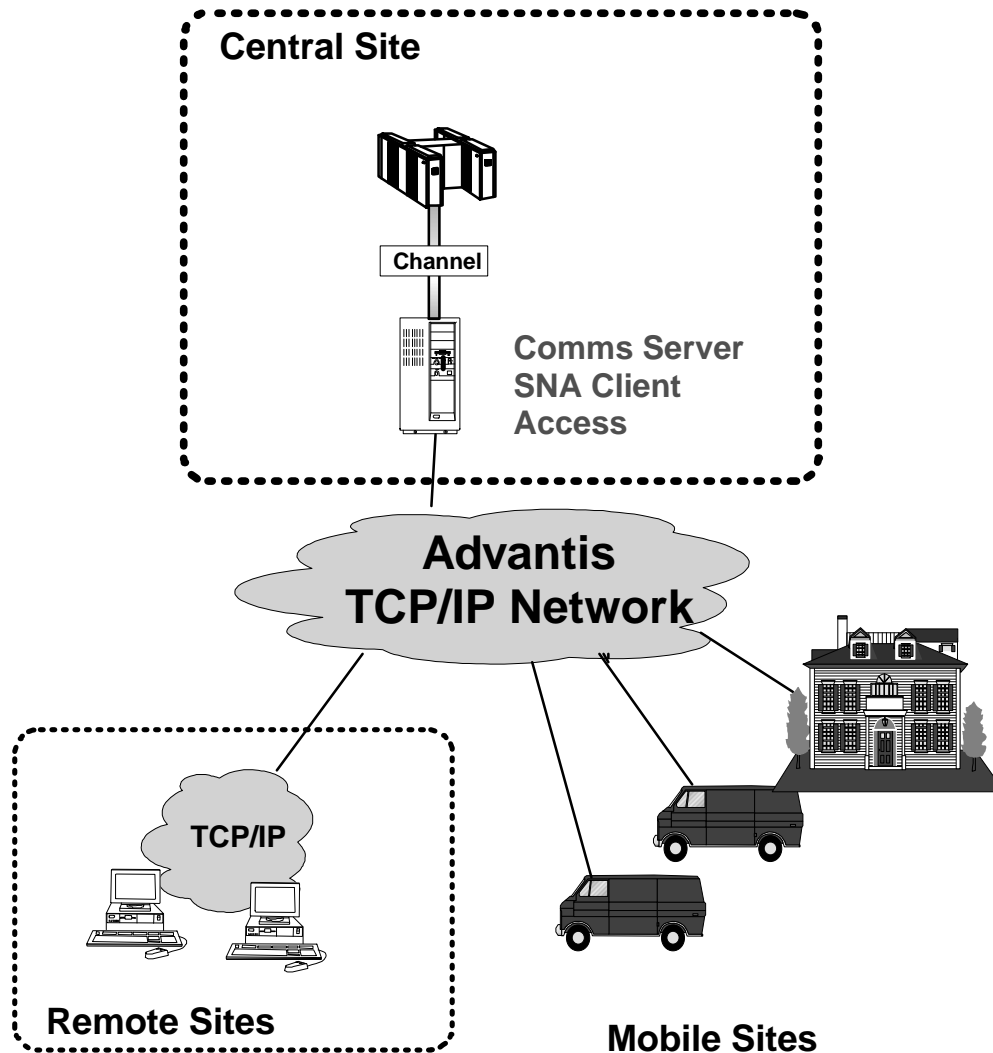 Central Site
Channel
Comms Server
SNA Client
Access
Advantis
TCP/IP Network
TCP/IP
Remote Sites
Mobile Sites